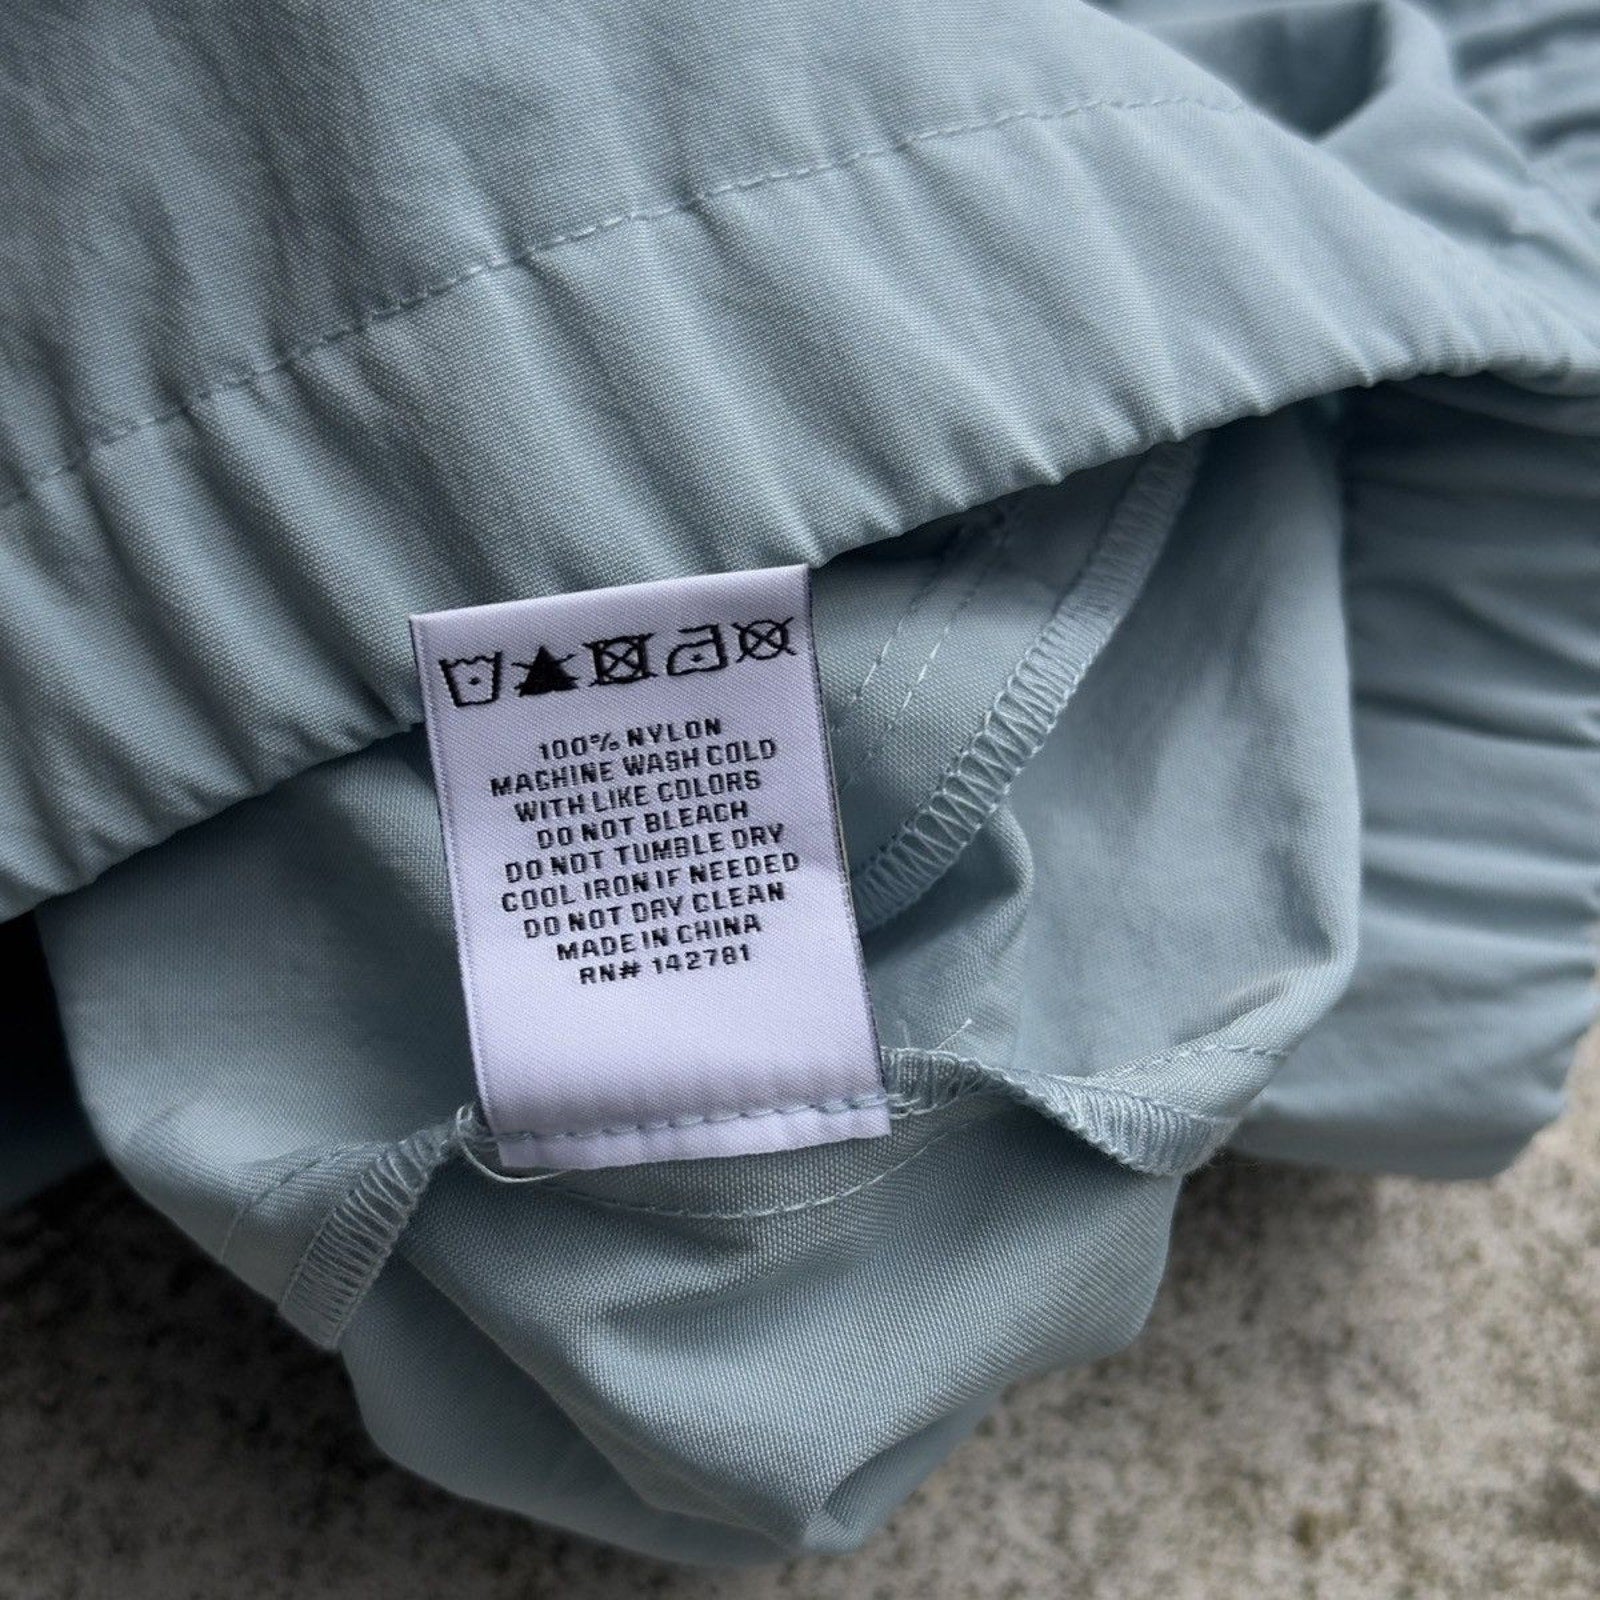 100% NYLON
MACHINE WASH COLD
WITH LIKE COLORS
DO NOT BLEACH
DO NOT TUMBLE DRY
COOL IRON IF NEEDED
DO NOT DRY CLEAN
MADE IN CHINA
RN# 142781